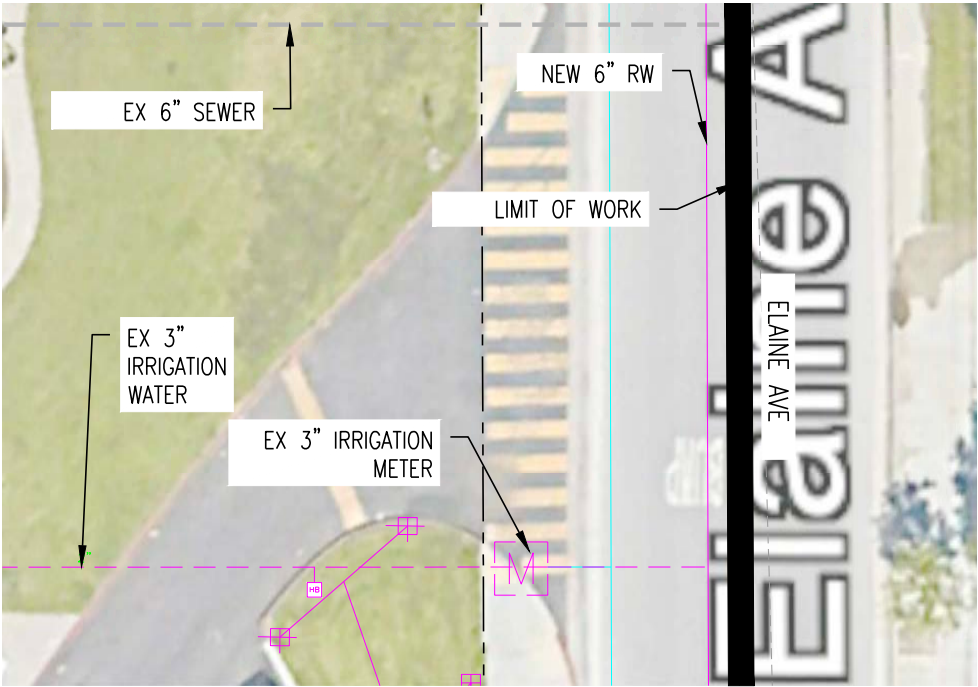 NEW 6" RW
EX 6" SEWER
LIMIT OF WORK
EX 3"
IRRIGATION
WATER
ELAINE AVE
Elaine A
EX 3" IRRIGATION
METER
M
HB